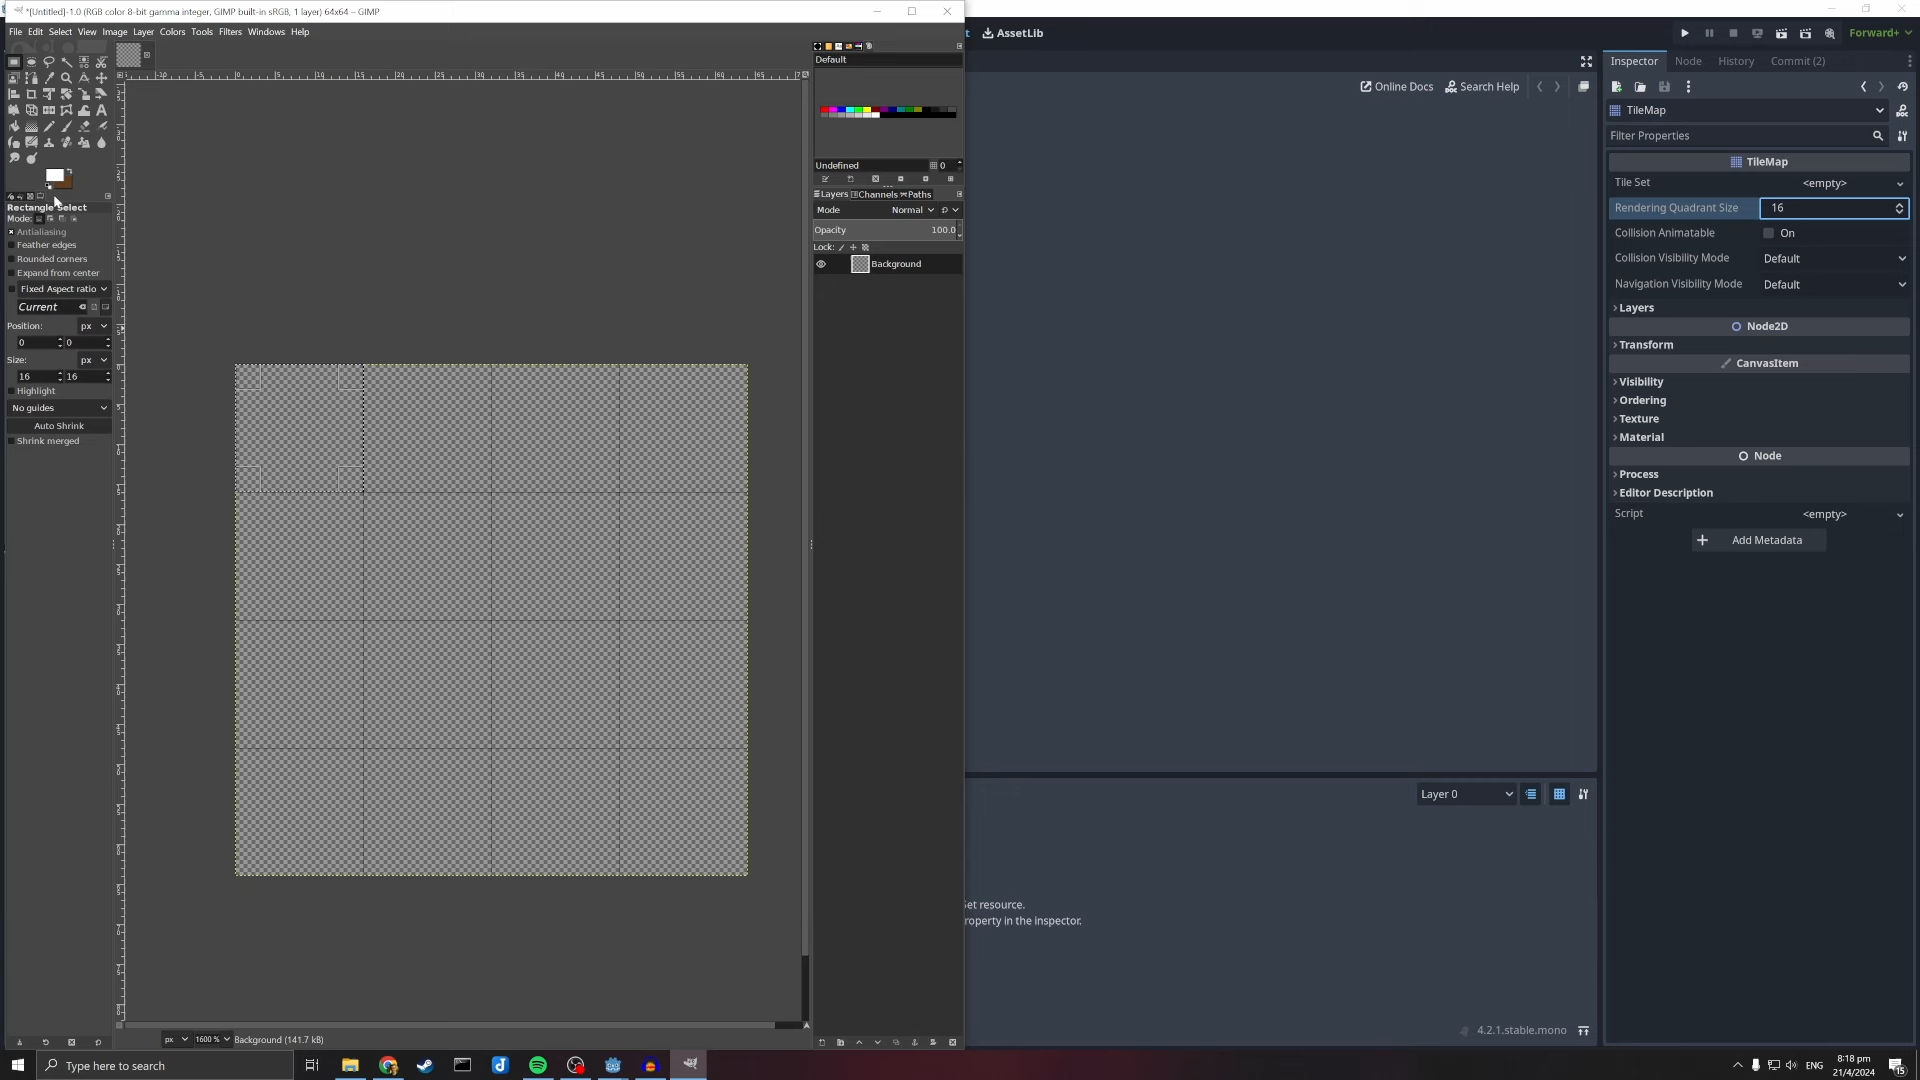 *[Untitled]-1.0 (RGB color 8-bit gamma integer, GIMP built-in sRGB, 1 layer) 64x64 – GIMP
File Edit Select View Image Layer Colors Tools Filters Windows Help
Default
Undefined
0
Layers Channels Paths
Mode Normal
Opacity 100.0
Lock:
Background
Rectangle Select
Mode:
Antialiasing
Feather edges
Rounded corners
Expand from center
Fixed Aspect ratio
Current
Position: px
0 0
Size: px
16 16
Highlight
No guides
Auto Shrink
Shrink merged
px 1600 % Background (141.7 kB)
AssetLib
Forward+
Online Docs Search Help
Inspector Node History Commit (2)
TileMap
Filter Properties
TileMap
Tile Set <empty>
Rendering Quadrant Size 16
Collision Animatable On
Collision Visibility Mode Default
Navigation Visibility Mode Default
Layers
Node2D
Transform
CanvasItem
Visibility
Ordering
Texture
Material
Node
Process
Editor Description
Script <empty>
Add Metadata
Layer 0
Set resource.
roperty in the inspector.
4.2.1.stable.mono
Type here to search
ENG
8:18 pm
21/4/2024
15